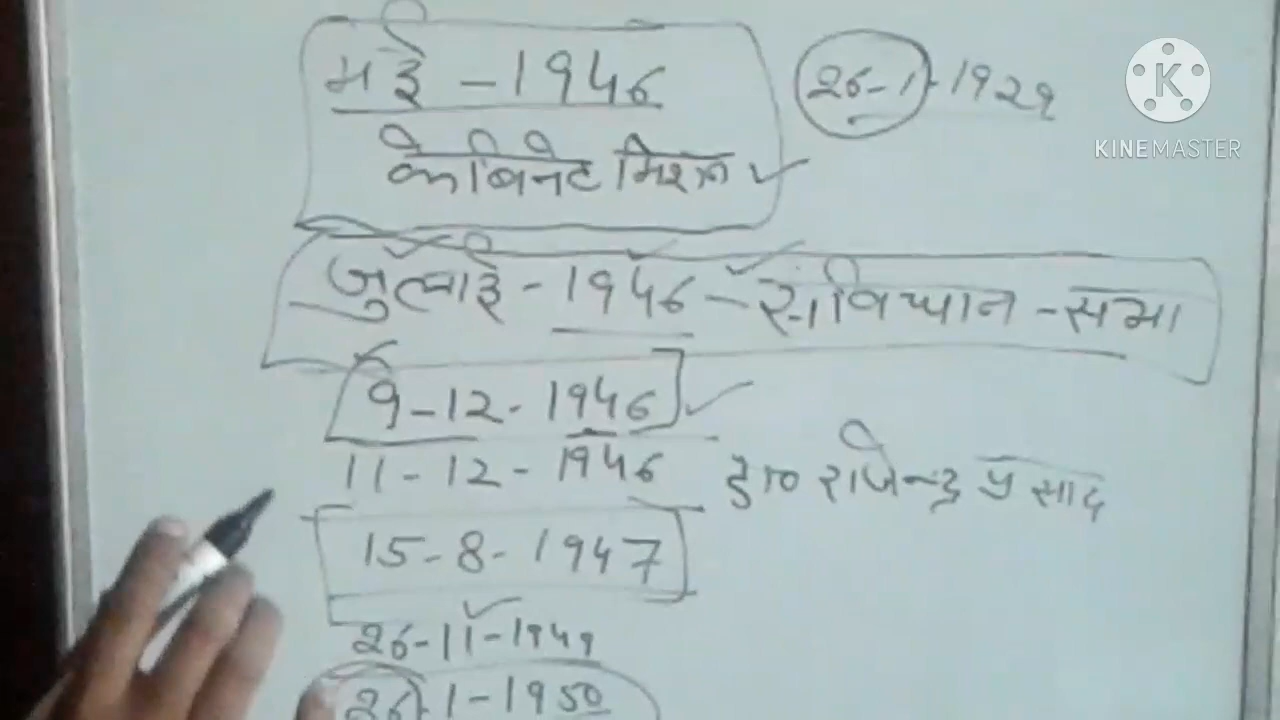 मई - 1946
26-1-1929
केबिनेट मिशन
जुलाई - 1946 - संविधान - सभा
9-12-1946
11-12-1946 डा० राजेन्द्र प्रसाद
15-8-1947
26-11-1949
26-1-1950
K
KINEMASTER